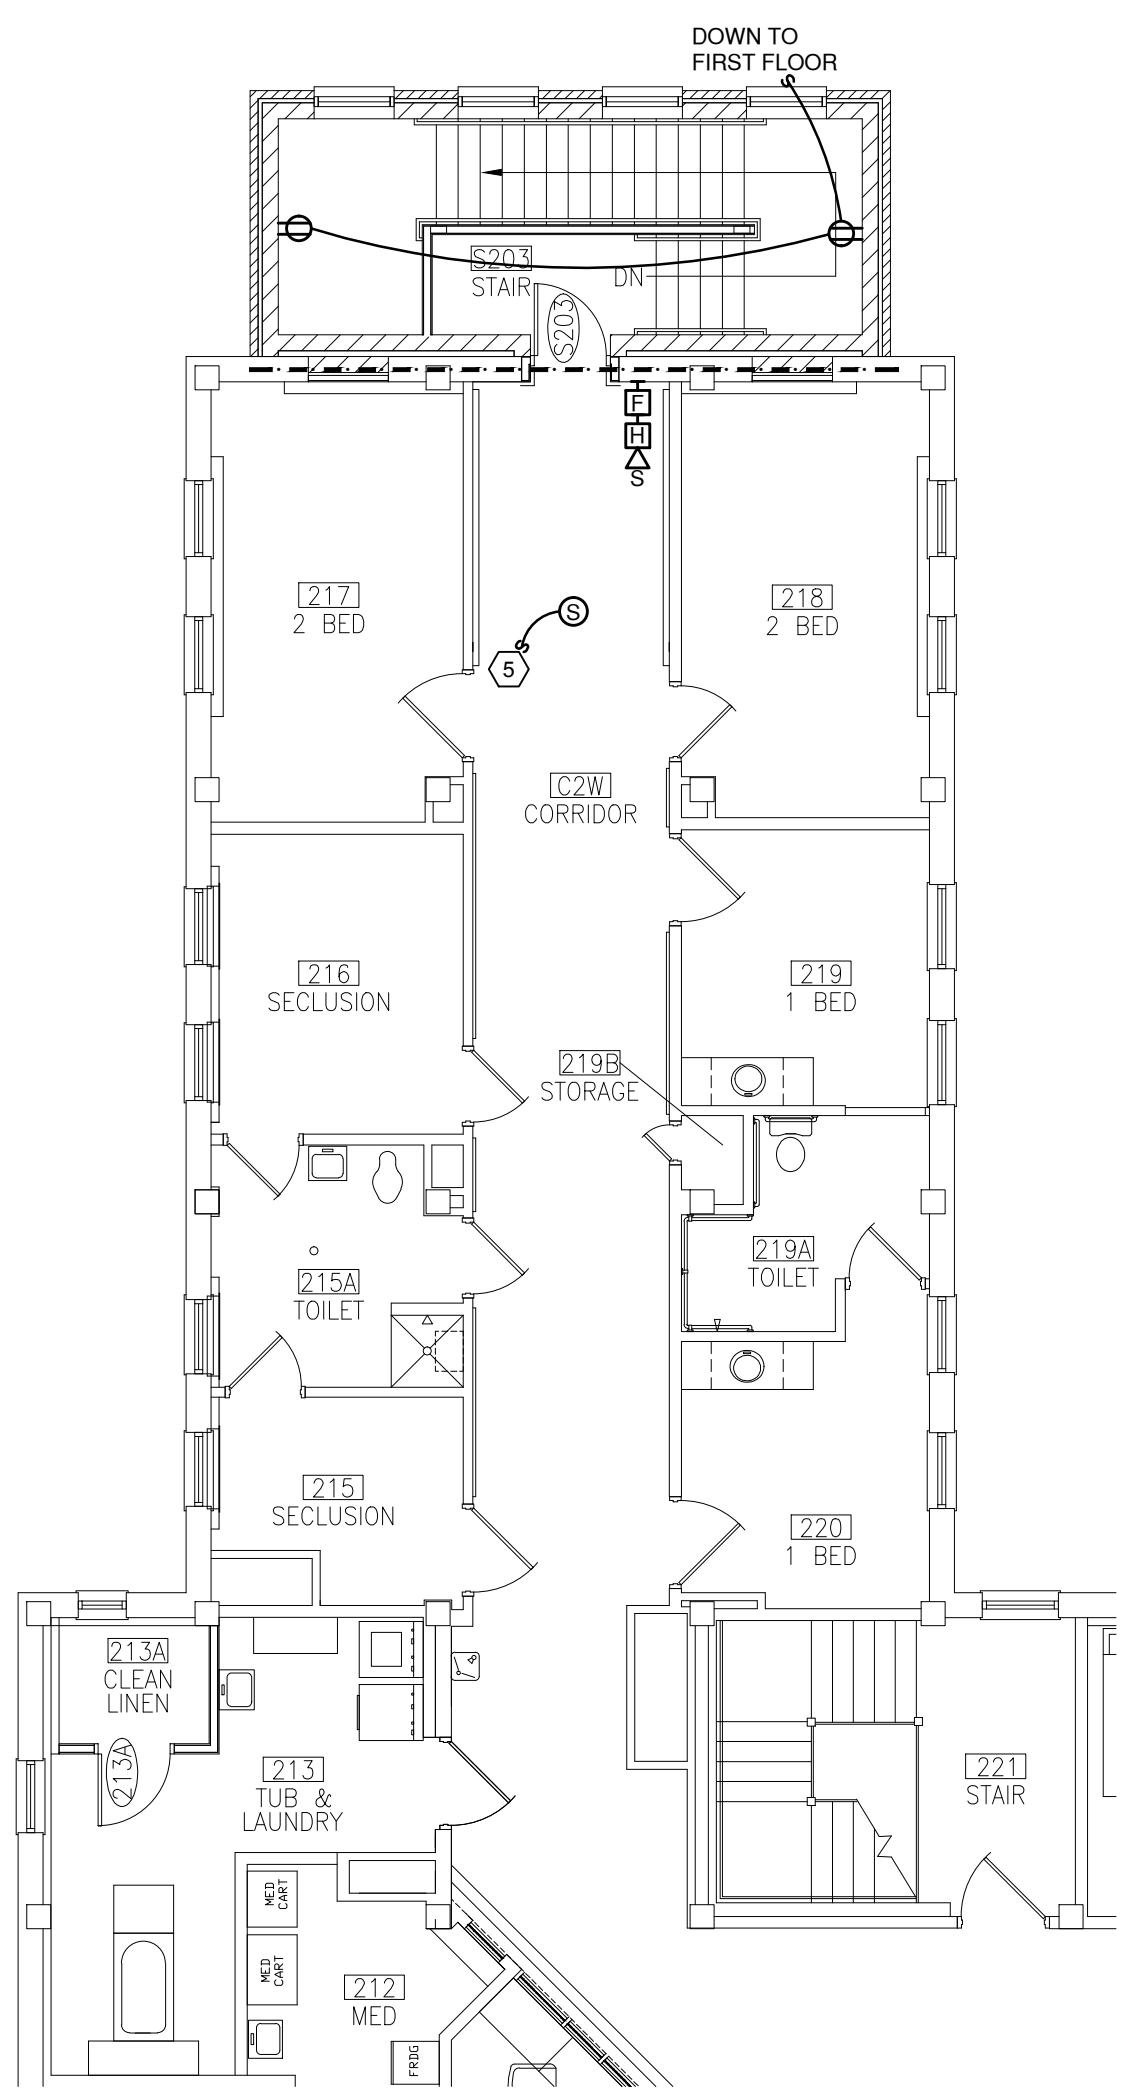 DOWN TO
FIRST FLOOR
S203
STAIR
DN
S203
F
H
S
217
2 BED
218
2 BED
S
5
C2W
CORRIDOR
216
SECLUSION
219
1 BED
219B
STORAGE
219A
TOILET
215A
TOILET
215
SECLUSION
220
1 BED
213A
CLEAN
LINEN
213A
213
TUB &
LAUNDRY
221
STAIR
MED
CART
MED
CART
212
MED
FRDG